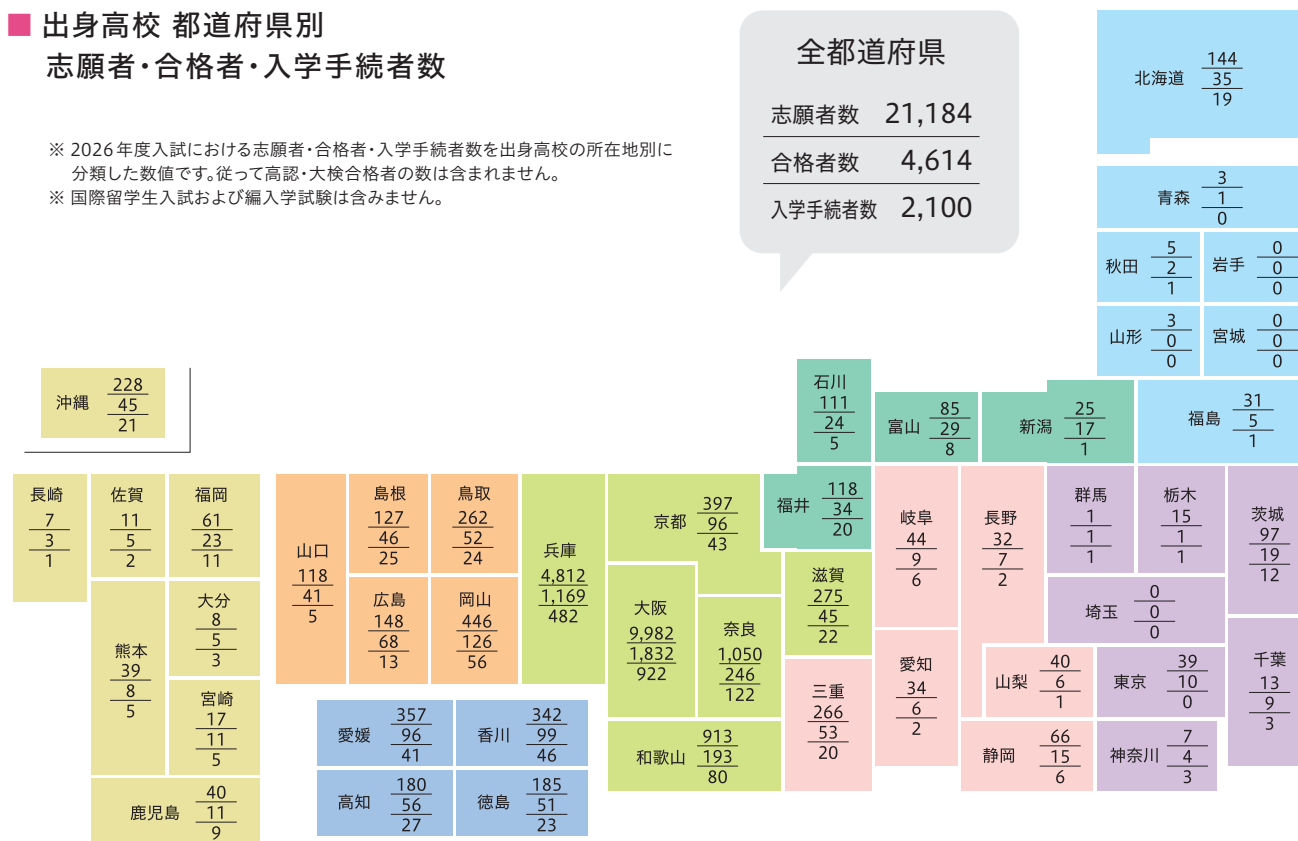 出身高校 都道府県別
志願者・合格者・入学手続者数
※ 2026年度入試における志願者・合格者・入学手続者数を出身高校の所在地別に
分類した数値です。従って高認・大検合格者の数は含まれません。
※ 国際留学生入試および編入学試験は含みません。
全都道府県
志願者数 21,184
合格者数 4,614
入学手続者数 2,100
北海道
144
35
19
青森
3
1
0
秋田
5
2
1
岩手
0
0
0
山形
3
0
0
宮城
0
0
0
福島
31
5
1
石川
111
24
5
富山
85
29
8
新潟
25
17
1
福井
118
34
20
沖縄
228
45
21
長崎
7
3
1
佐賀
11
5
2
福岡
61
23
11
熊本
39
8
5
大分
8
5
3
宮崎
17
11
5
鹿児島
40
11
9
山口
118
41
5
島根
127
46
25
鳥取
262
52
24
広島
148
68
13
岡山
446
126
56
愛媛
357
96
41
香川
342
99
46
高知
180
56
27
徳島
185
51
23
兵庫
4,812
1,169
482
京都
397
96
43
大阪
9,982
1,832
922
奈良
1,050
246
122
滋賀
275
45
22
和歌山
913
193
80
三重
266
53
20
岐阜
44
9
6
長野
32
7
2
愛知
34
6
2
山梨
40
6
1
静岡
66
15
6
群馬
1
1
1
栃木
15
1
1
茨城
97
19
12
埼玉
0
0
0
東京
39
10
0
千葉
13
9
3
神奈川
7
4
3